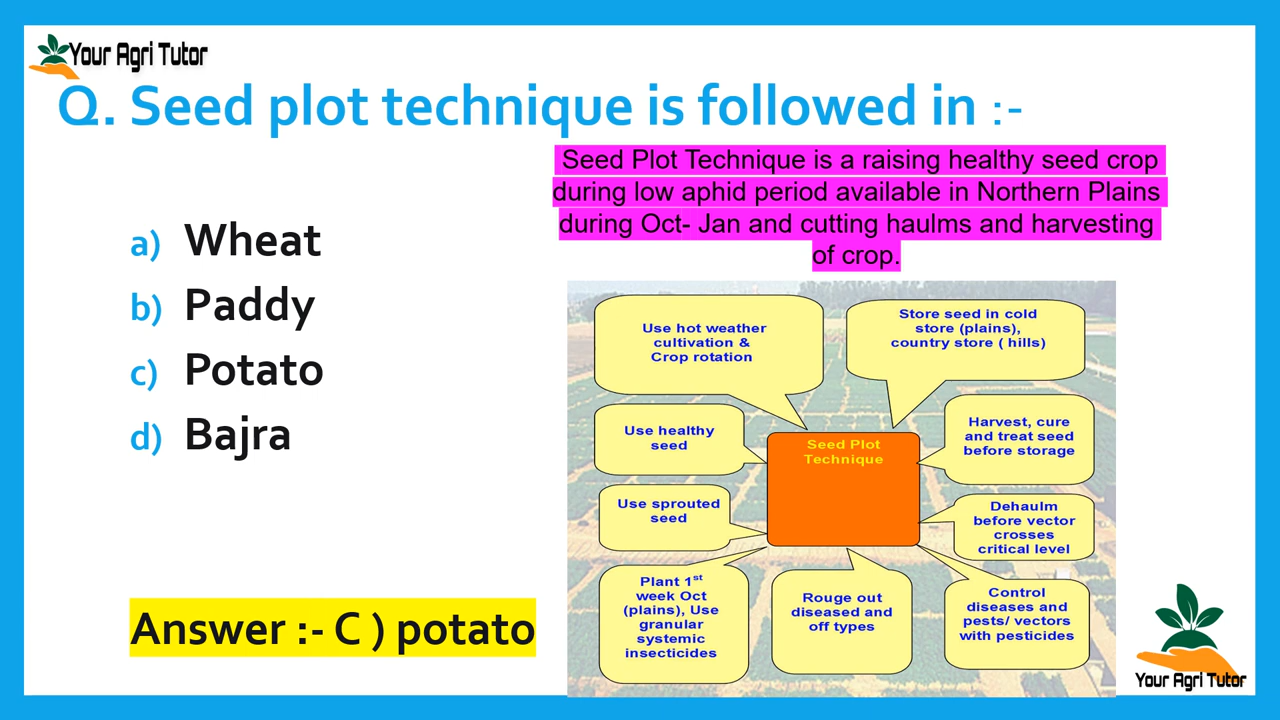 Your Agri Tutor
Q. Seed plot technique is followed in :-
Seed Plot Technique is a raising healthy seed crop
during low aphid period available in Northern Plains
during Oct- Jan and cutting haulms and harvesting
of crop.
a) Wheat
b) Paddy
c) Potato
d) Bajra
Answer :- C ) potato
Use hot weather
cultivation &
Crop rotation
Store seed in cold
store (plains),
country store ( hills)
Use healthy
seed
Seed Plot
Technique
Harvest, cure
and treat seed
before storage
Use sprouted
seed
Dehaulm
before vector
crosses
critical level
Plant 1st
week Oct
(plains), Use
granular
systemic
insecticides
Rouge out
diseased and
off types
Control
diseases and
pests/ vectors
with pesticides
Your Agri Tutor